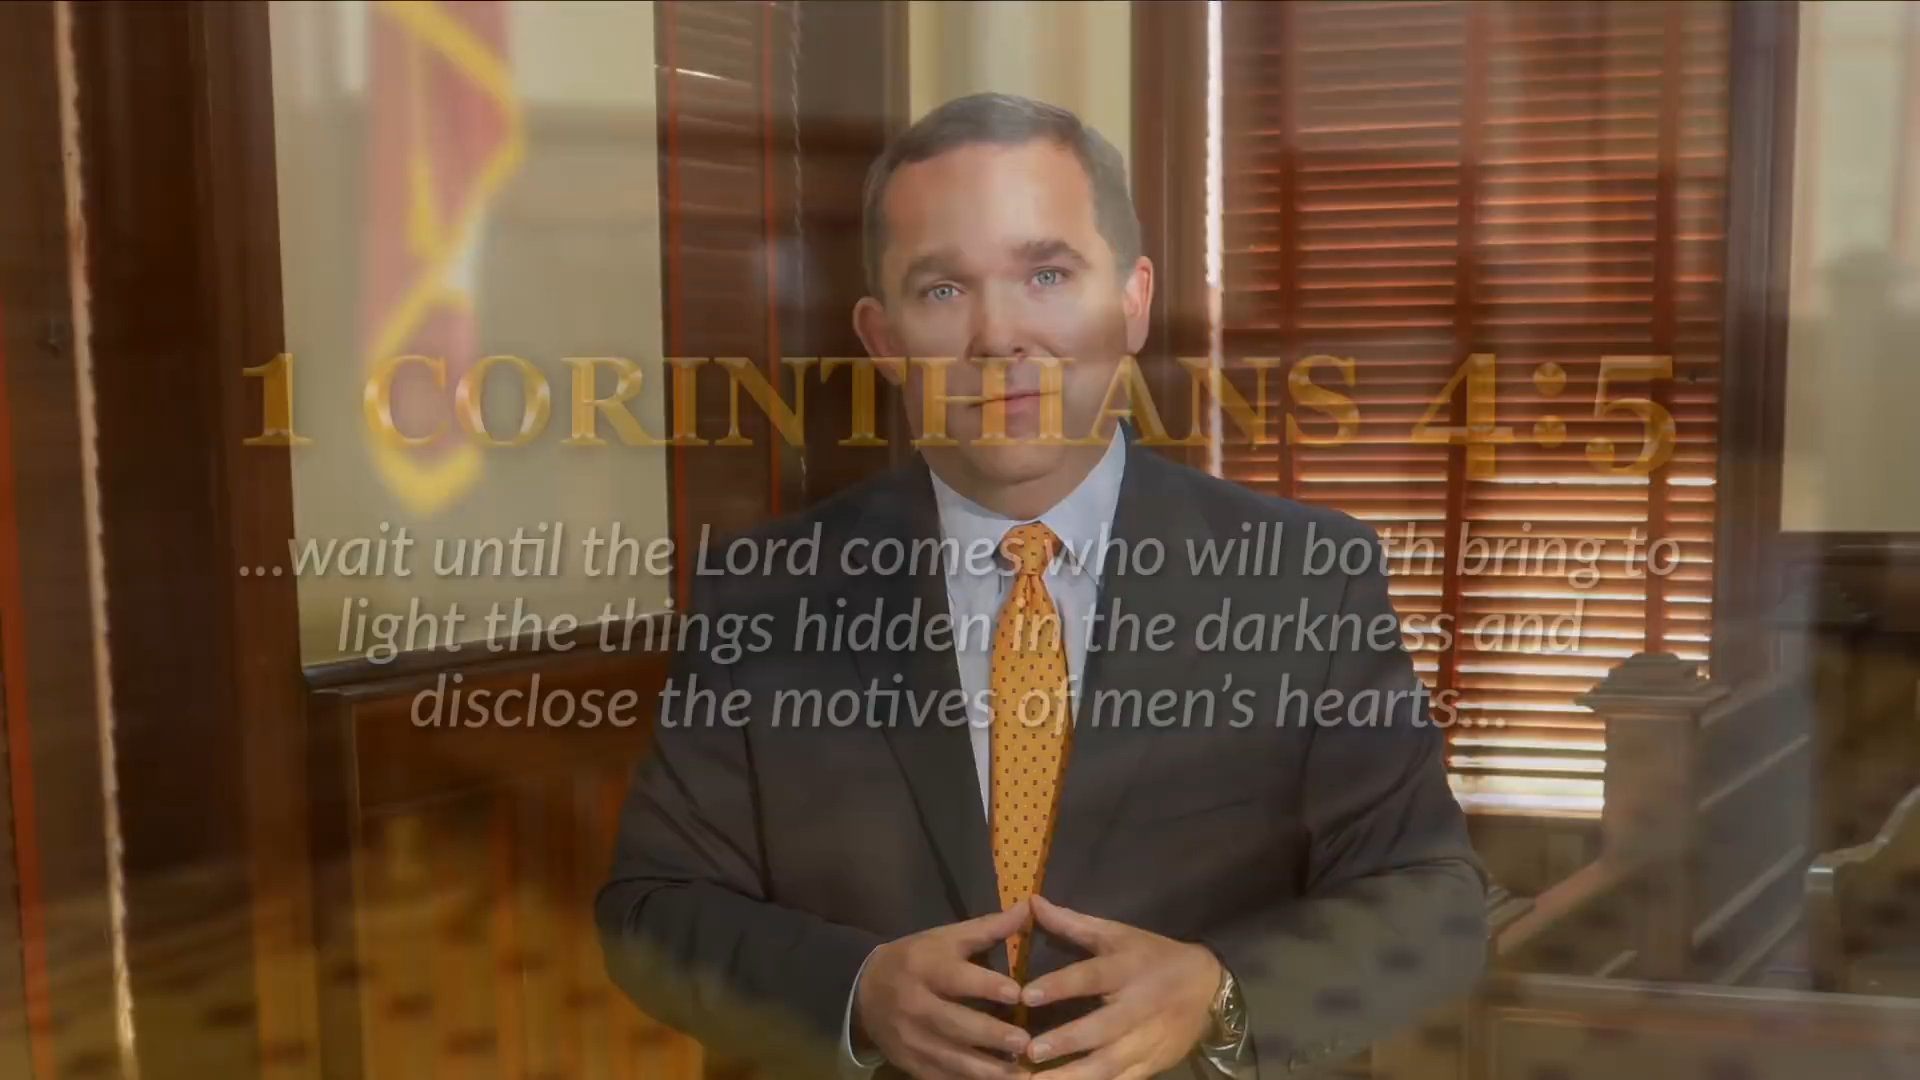 1 CORINTHIANS 4:5
...wait until the Lord comes who will both bring to
light the things hidden in the darkness and
disclose the motives of men’s hearts...